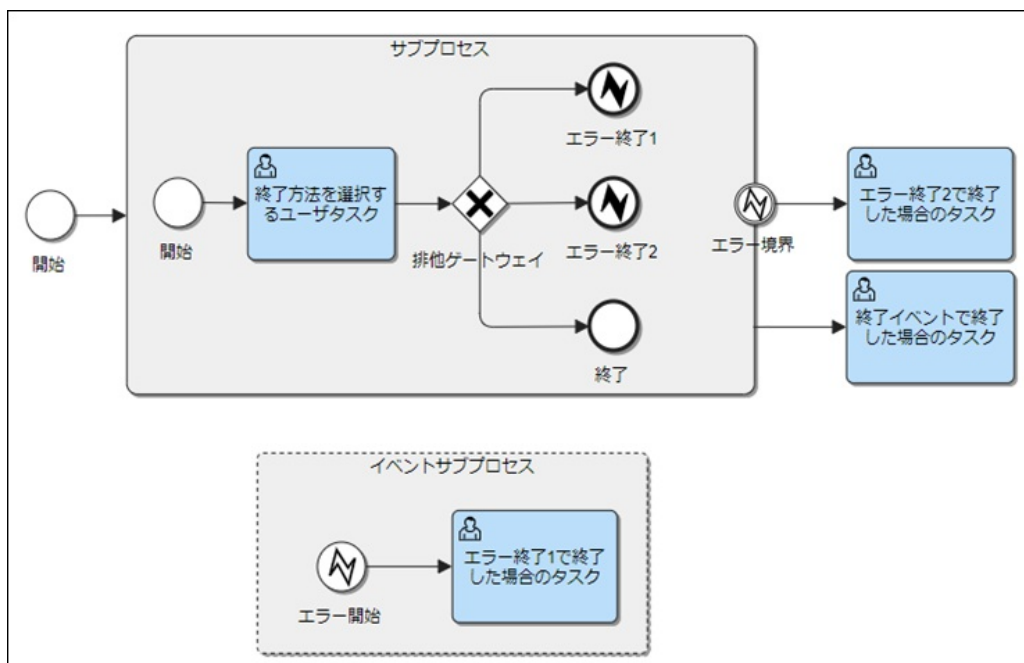 サブプロセス
エラー終了1
開始
開始
終了方法を選択す
るユーザタスク
排他ゲートウェイ
エラー終了2
終了
エラー境界
エラー終了2で終了
した場合のタスク
終了イベントで終了
した場合のタスク
イベントサブプロセス
エラー開始
エラー終了1で終了
した場合のタスク